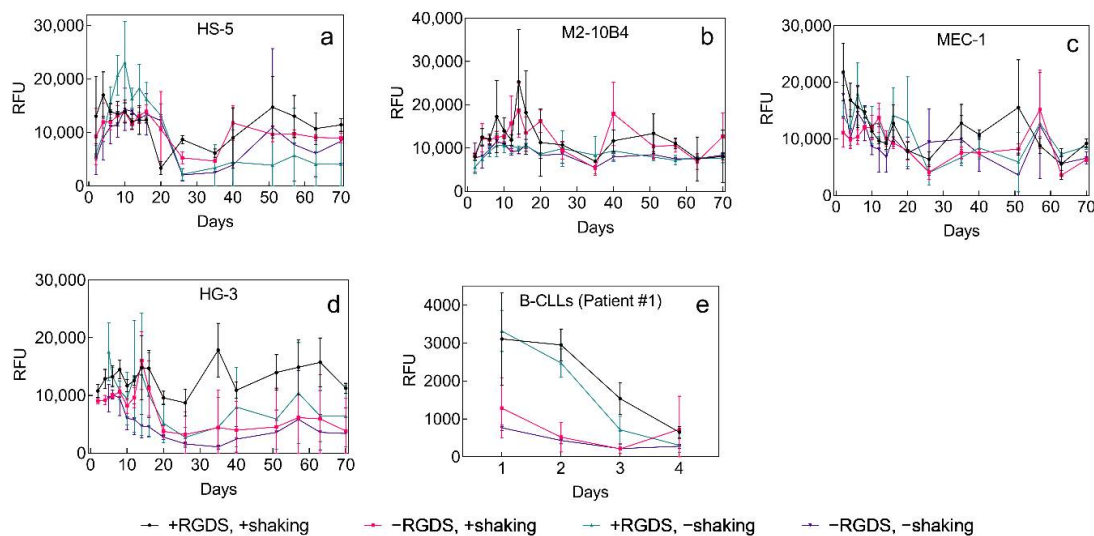 HS-5
a
30,000
20,000
10,000
0
RFU
0 10 20 30 40 50 60 70
Days
M2-10B4
b
40,000
30,000
20,000
10,000
0
RFU
0 10 20 30 40 50 60 70
Days
MEC-1
c
30,000
20,000
10,000
0
RFU
0 10 20 30 40 50 60 70
Days
HG-3
d
30,000
20,000
10,000
0
RFU
0 10 20 30 40 50 60 70
Days
B-CLLs (Patient #1)
e
4000
3000
2000
1000
0
RFU
1 2 3 4
Days
+RGDS, +shaking −RGDS, +shaking +RGDS, −shaking −RGDS, −shaking